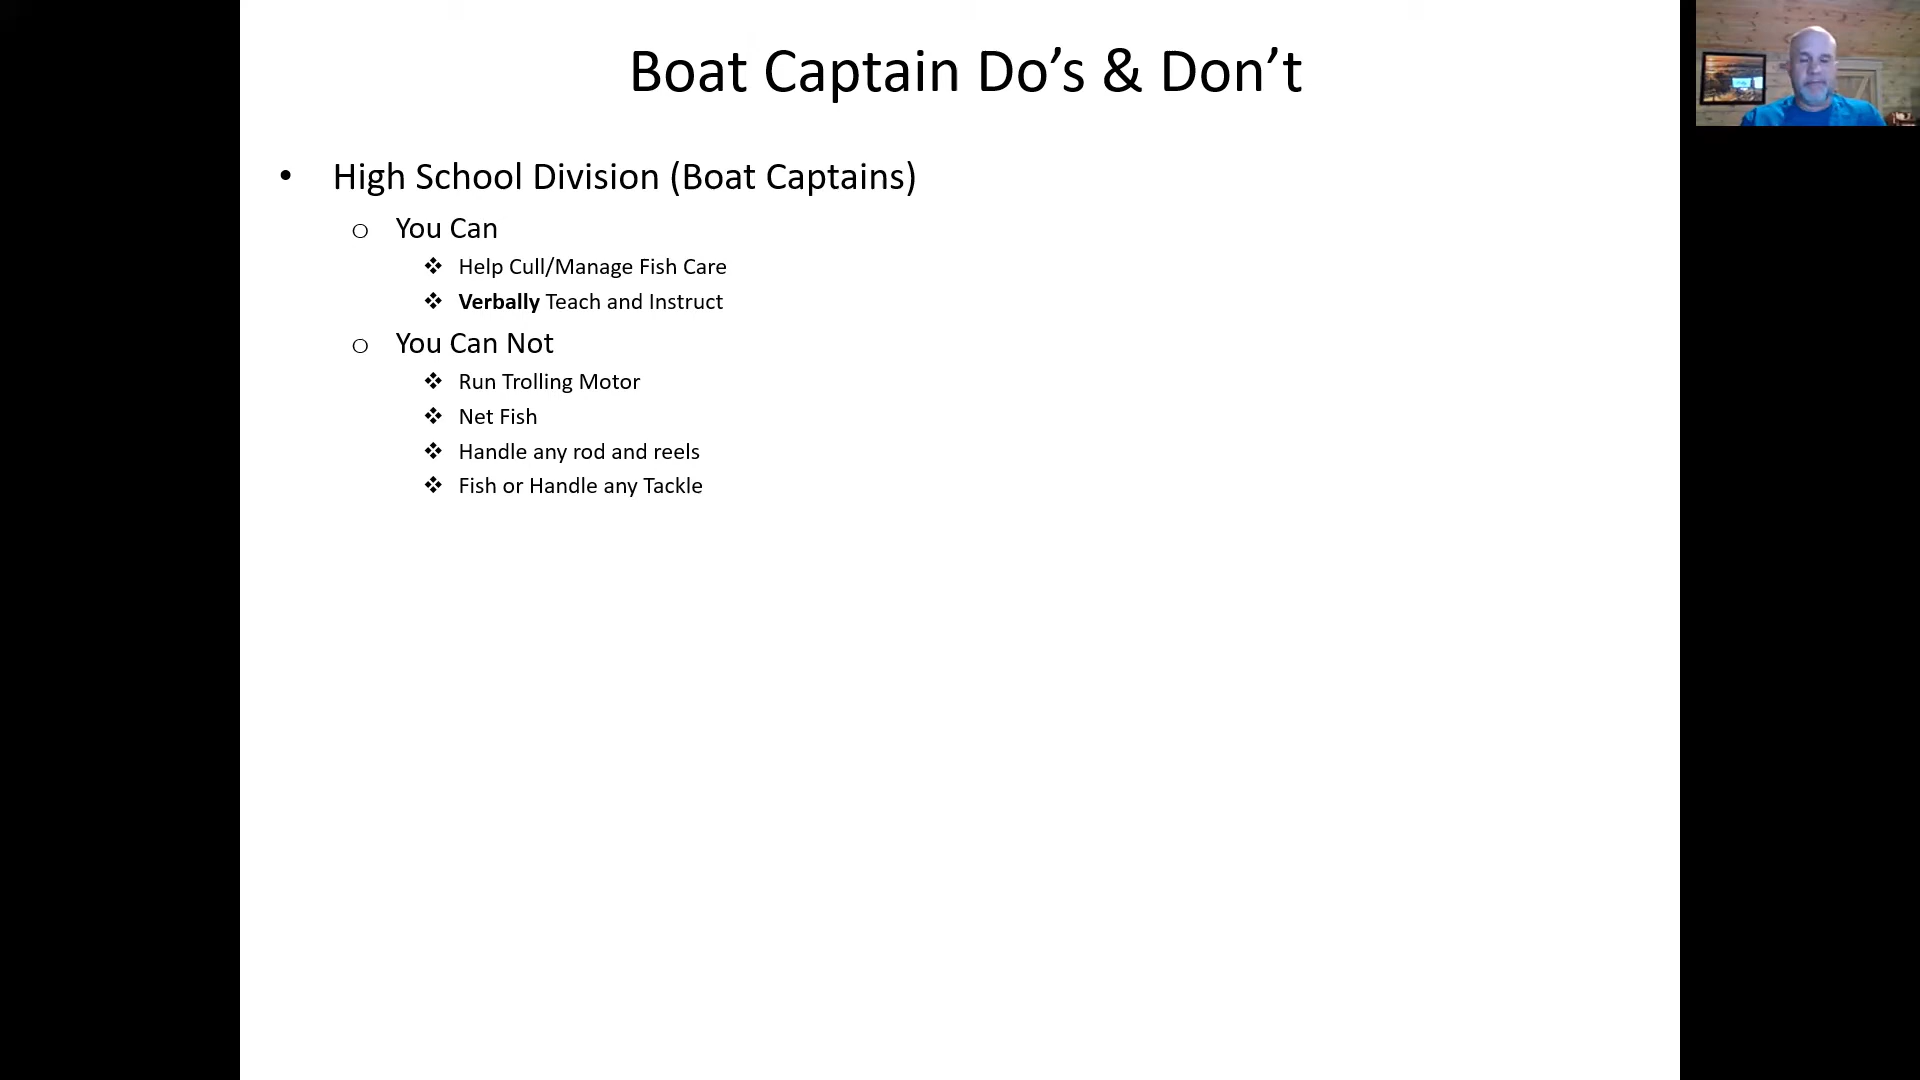 Boat Captain Do’s & Don’t
• High School Division (Boat Captains)
o You Can
❖ Help Cull/Manage Fish Care
❖ Verbally Teach and Instruct
o You Can Not
❖ Run Trolling Motor
❖ Net Fish
❖ Handle any rod and reels
❖ Fish or Handle any Tackle